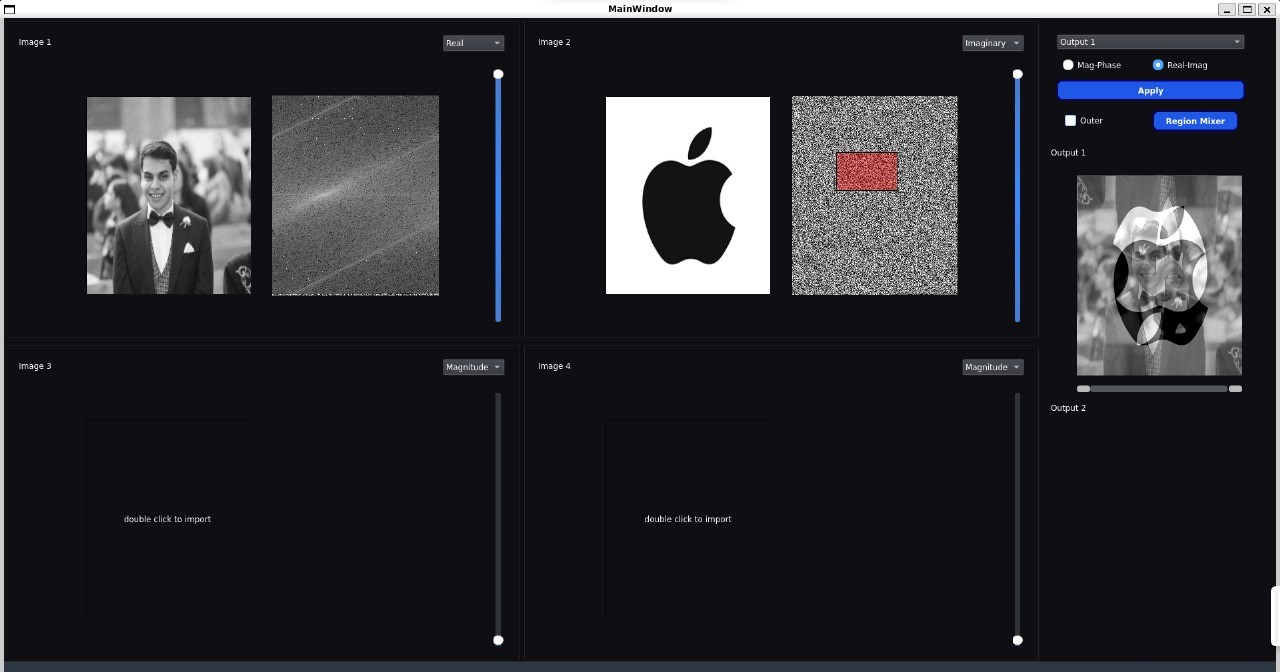 MainWindow
Image 1
Real
Image 2
Imaginary
Output 1
Mag-Phase
Real-Imag
Apply
Outer
Region Mixer
Output 1
Output 2
Image 3
Magnitude
Image 4
Magnitude
double click to import
double click to import